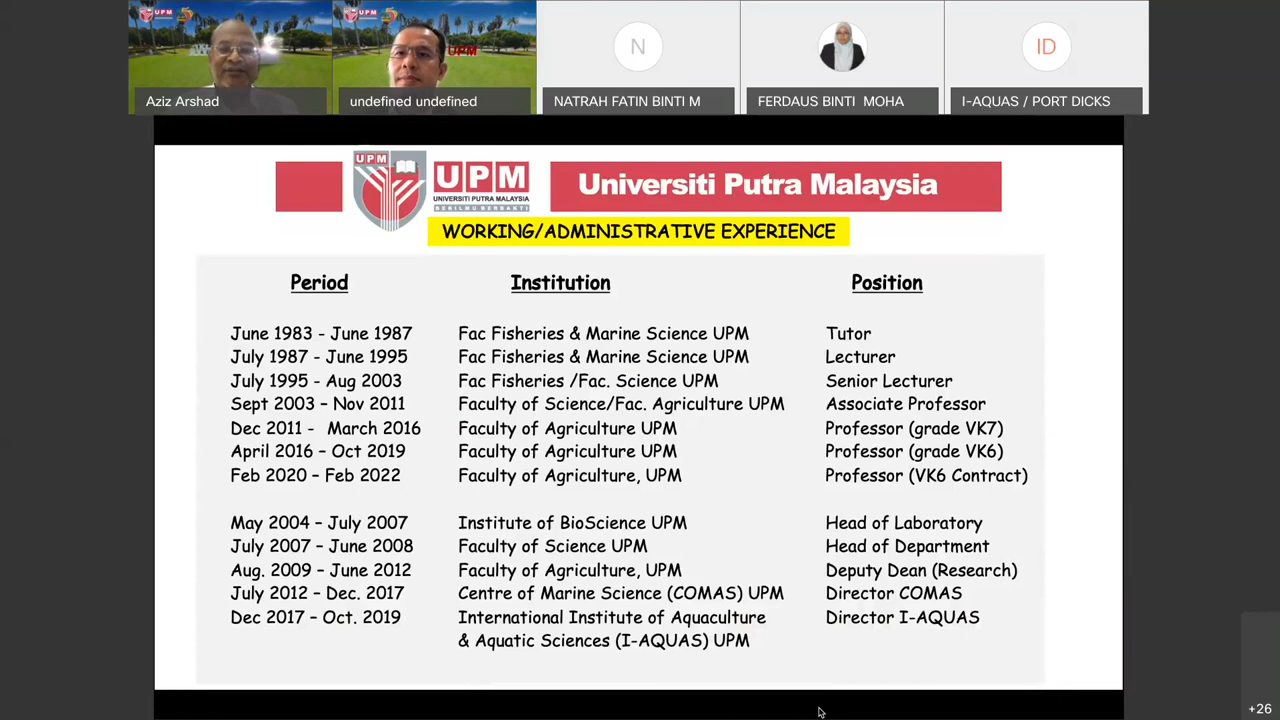 UPM
UPM
UPM
N
ID
Aziz Arshad
undefined undefined
NATRAH FATIN BINTI M
FERDAUS BINTI MOHA
I-AQUAS / PORT DICKS
UPM
UPM
UNIVERSITI PUTRA MALAYSIA
BERILMU BERBAKTI
Universiti Putra Malaysia
WORKING/ADMINISTRATIVE EXPERIENCE
Period Institution Position
June 1983 - June 1987 Fac Fisheries & Marine Science UPM Tutor
July 1987 - June 1995 Fac Fisheries & Marine Science UPM Lecturer
July 1995 - Aug 2003 Fac Fisheries /Fac. Science UPM Senior Lecturer
Sept 2003 – Nov 2011 Faculty of Science/Fac. Agriculture UPM Associate Professor
Dec 2011 - March 2016 Faculty of Agriculture UPM Professor (grade VK7)
April 2016 – Oct 2019 Faculty of Agriculture UPM Professor (grade VK6)
Feb 2020 – Feb 2022 Faculty of Agriculture, UPM Professor (VK6 Contract)
May 2004 – July 2007 Institute of BioScience UPM Head of Laboratory
July 2007 – June 2008 Faculty of Science UPM Head of Department
Aug. 2009 – June 2012 Faculty of Agriculture, UPM Deputy Dean (Research)
July 2012 – Dec. 2017 Centre of Marine Science (COMAS) UPM Director COMAS
Dec 2017 – Oct. 2019 International Institute of Aquaculture Director I-AQUAS
& Aquatic Sciences (I-AQUAS) UPM
+26